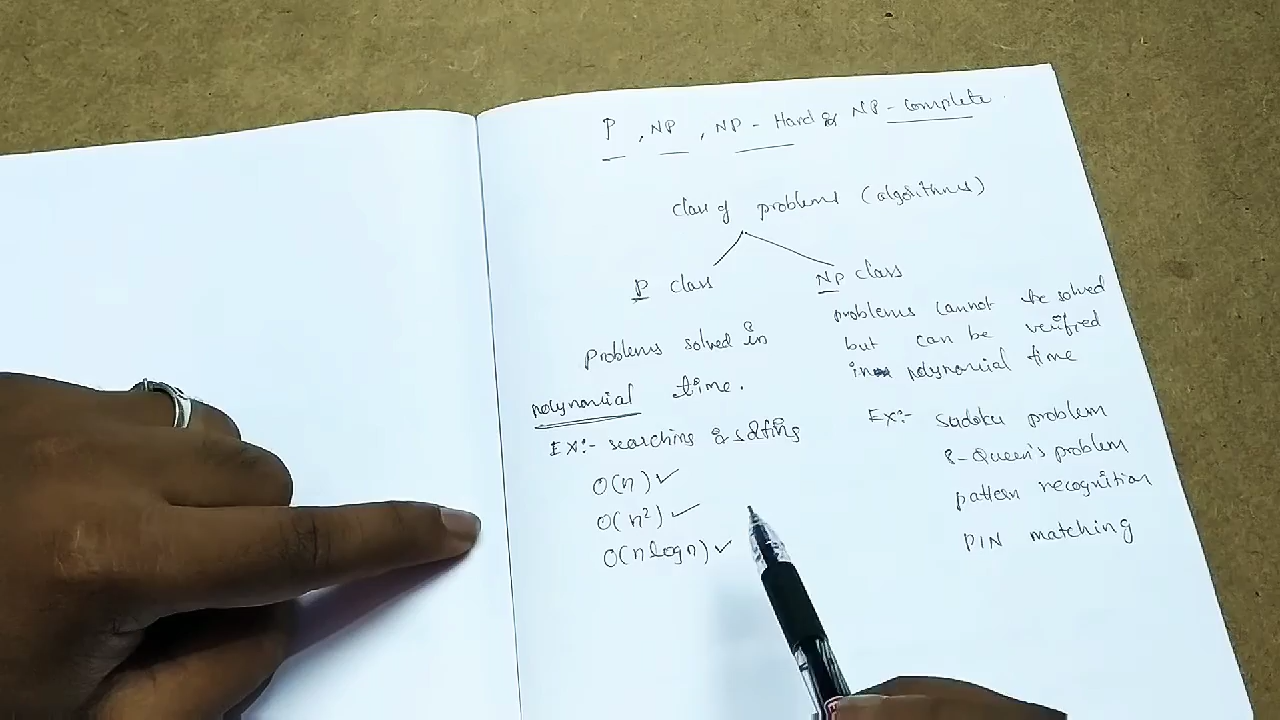 P , NP , NP - Hard & NP - Complete
class of problems (algorithms)
P class
NP class
problems solved in
polynomial time.
Ex:- searching & sorting
O(n) ✓
O(n²) ✓
O(n log n) ✓
problems cannot be solved
but can be verified
in polynomial time
Ex:- Sudoku problem
8-Queen's problem
pattern recognition
PIN matching